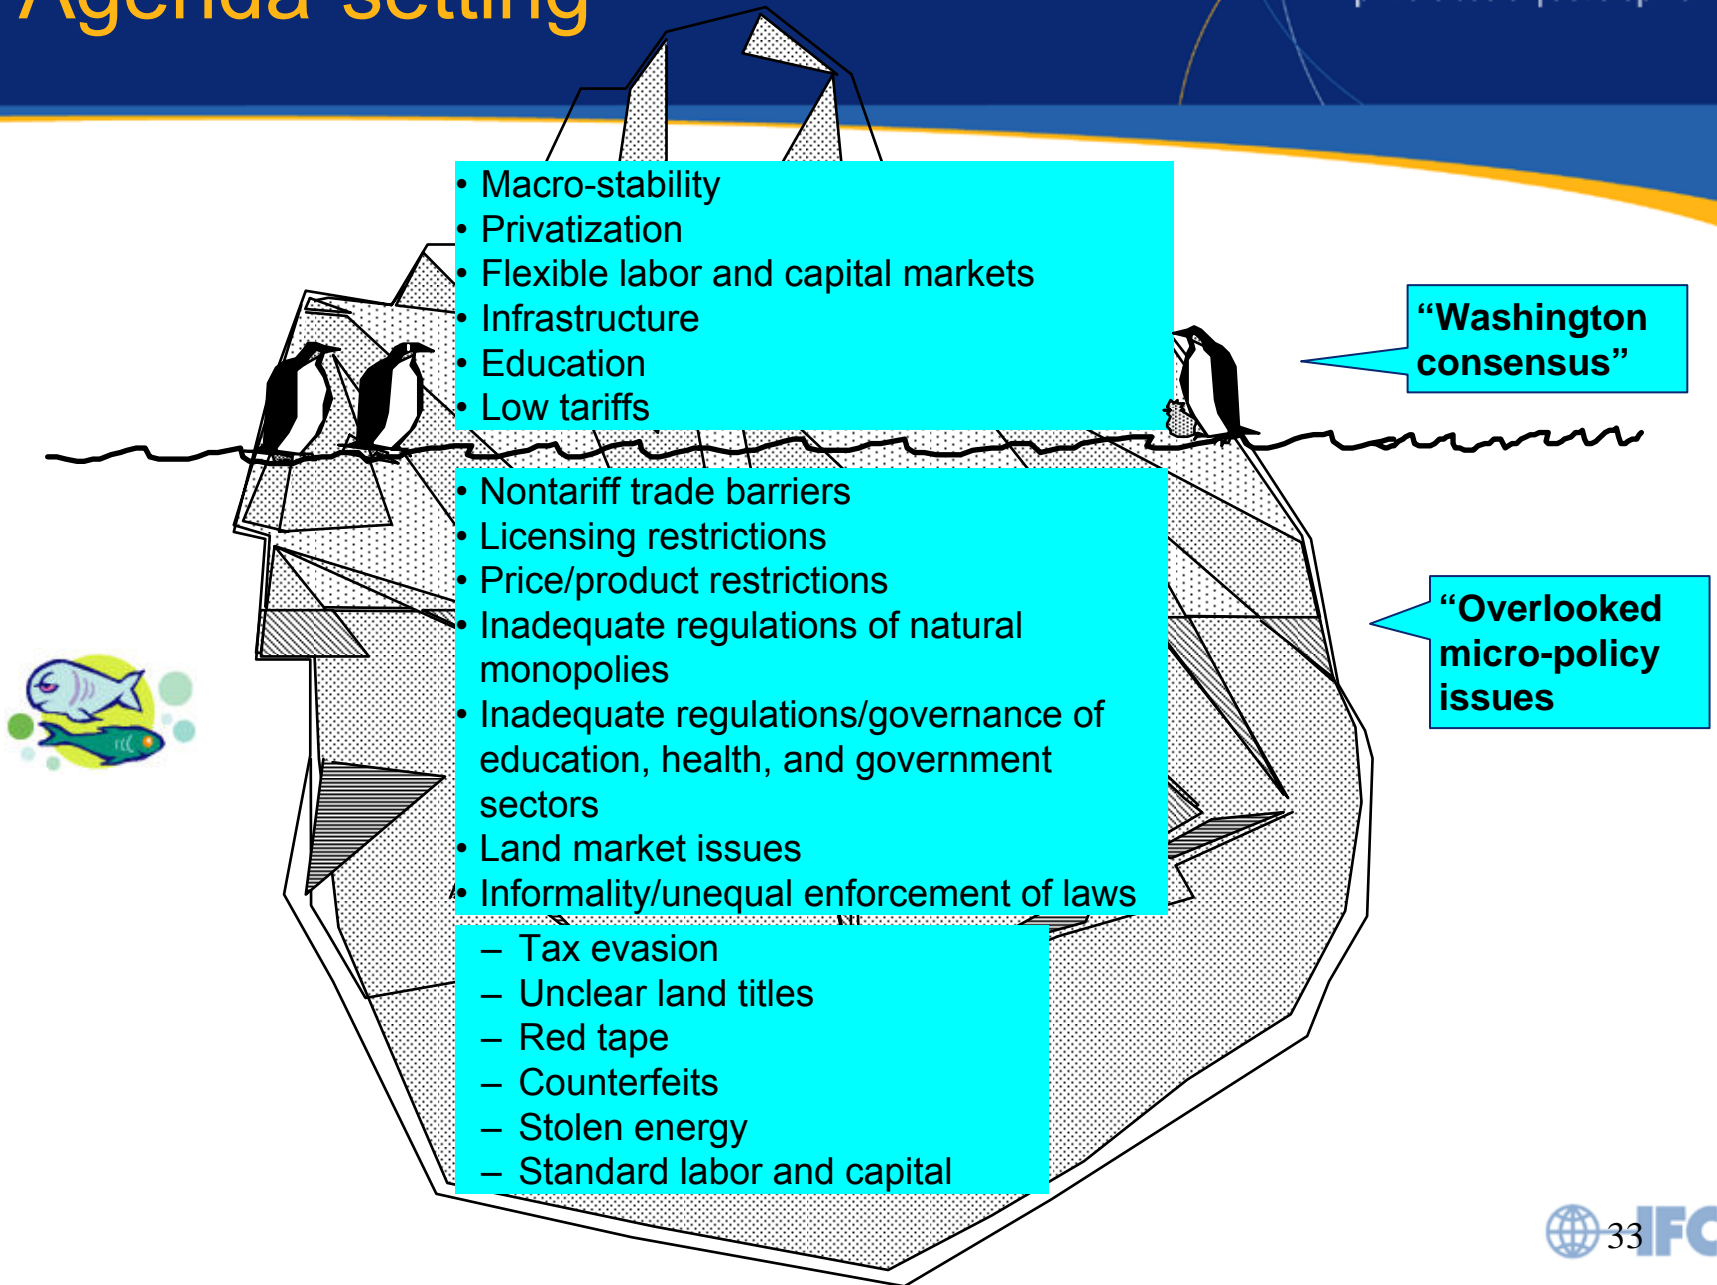 Agenda setting
• Macro-stability
• Privatization
• Flexible labor and capital markets
• Infrastructure
• Education
• Low tariffs
“Washington
consensus”
• Nontariff trade barriers
• Licensing restrictions
• Price/product restrictions
• Inadequate regulations of natural
monopolies
• Inadequate regulations/governance of
education, health, and government
sectors
• Land market issues
• Informality/unequal enforcement of laws
– Tax evasion
– Unclear land titles
– Red tape
– Counterfeits
– Stolen energy
– Standard labor and capital
“Overlooked
micro-policy
issues
33
IFC